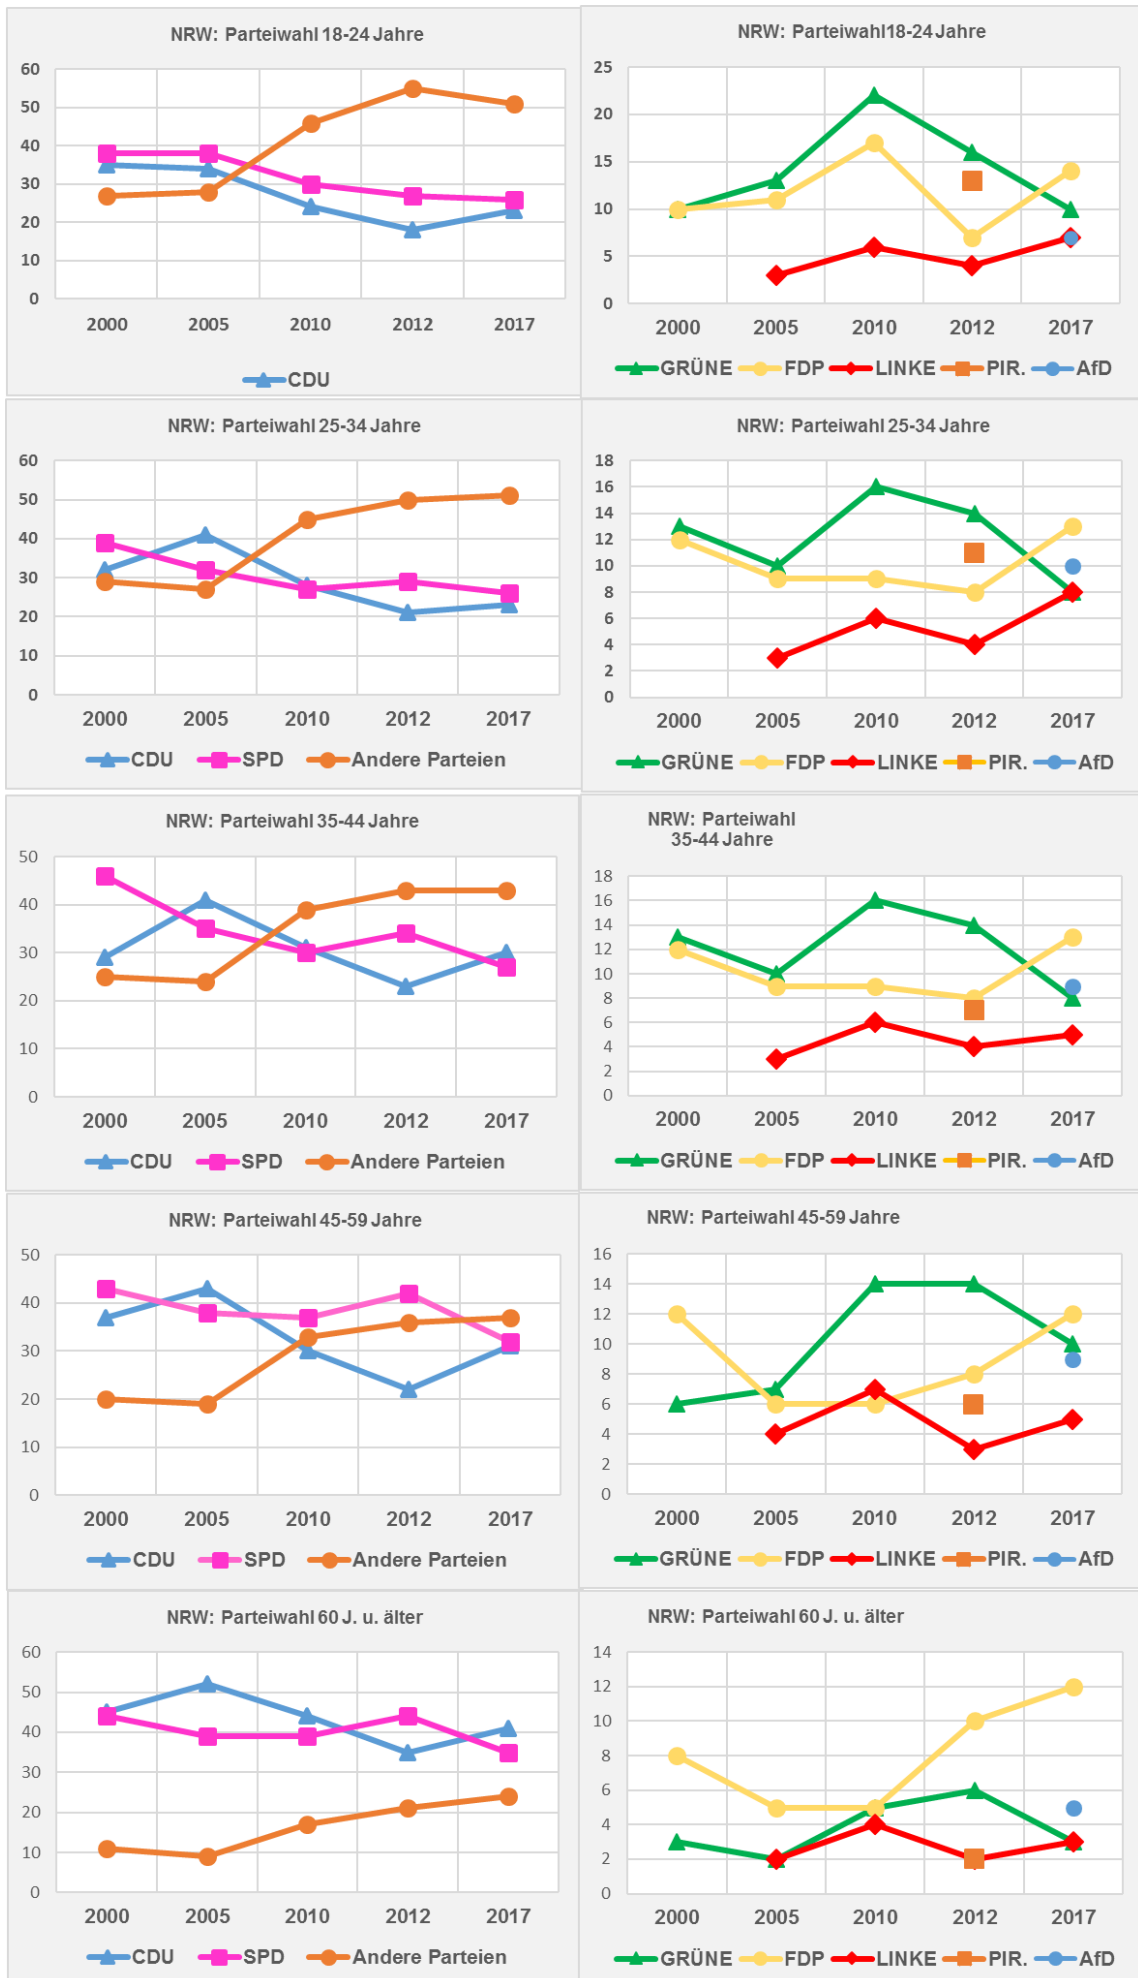 NRW: Parteiwahl 18-24 Jahre
60
50
40
30
20
10
0
2000 2005 2010 2012 2017
CDU
NRW: Parteiwahl18-24 Jahre
25
20
15
10
5
0
2000 2005 2010 2012 2017
GRÜNE FDP LINKE PIR. AfD
NRW: Parteiwahl 25-34 Jahre
60
50
40
30
20
10
0
2000 2005 2010 2012 2017
CDU SPD Andere Parteien
NRW: Parteiwahl 25-34 Jahre
18
16
14
12
10
8
6
4
2
0
2000 2005 2010 2012 2017
GRÜNE FDP LINKE PIR. AfD
NRW: Parteiwahl 35-44 Jahre
50
40
30
20
10
0
2000 2005 2010 2012 2017
CDU SPD Andere Parteien
NRW: Parteiwahl
35-44 Jahre
18
16
14
12
10
8
6
4
2
0
2000 2005 2010 2012 2017
GRÜNE FDP LINKE PIR. AfD
NRW: Parteiwahl 45-59 Jahre
50
40
30
20
10
0
2000 2005 2010 2012 2017
CDU SPD Andere Parteien
NRW: Parteiwahl 45-59 Jahre
16
14
12
10
8
6
4
2
0
2000 2005 2010 2012 2017
GRÜNE FDP LINKE PIR. AfD
NRW: Parteiwahl 60 J. u. älter
60
50
40
30
20
10
0
2000 2005 2010 2012 2017
CDU SPD Andere Parteien
NRW: Parteiwahl 60 J. u. älter
14
12
10
8
6
4
2
0
2000 2005 2010 2012 2017
GRÜNE FDP LINKE PIR. AfD